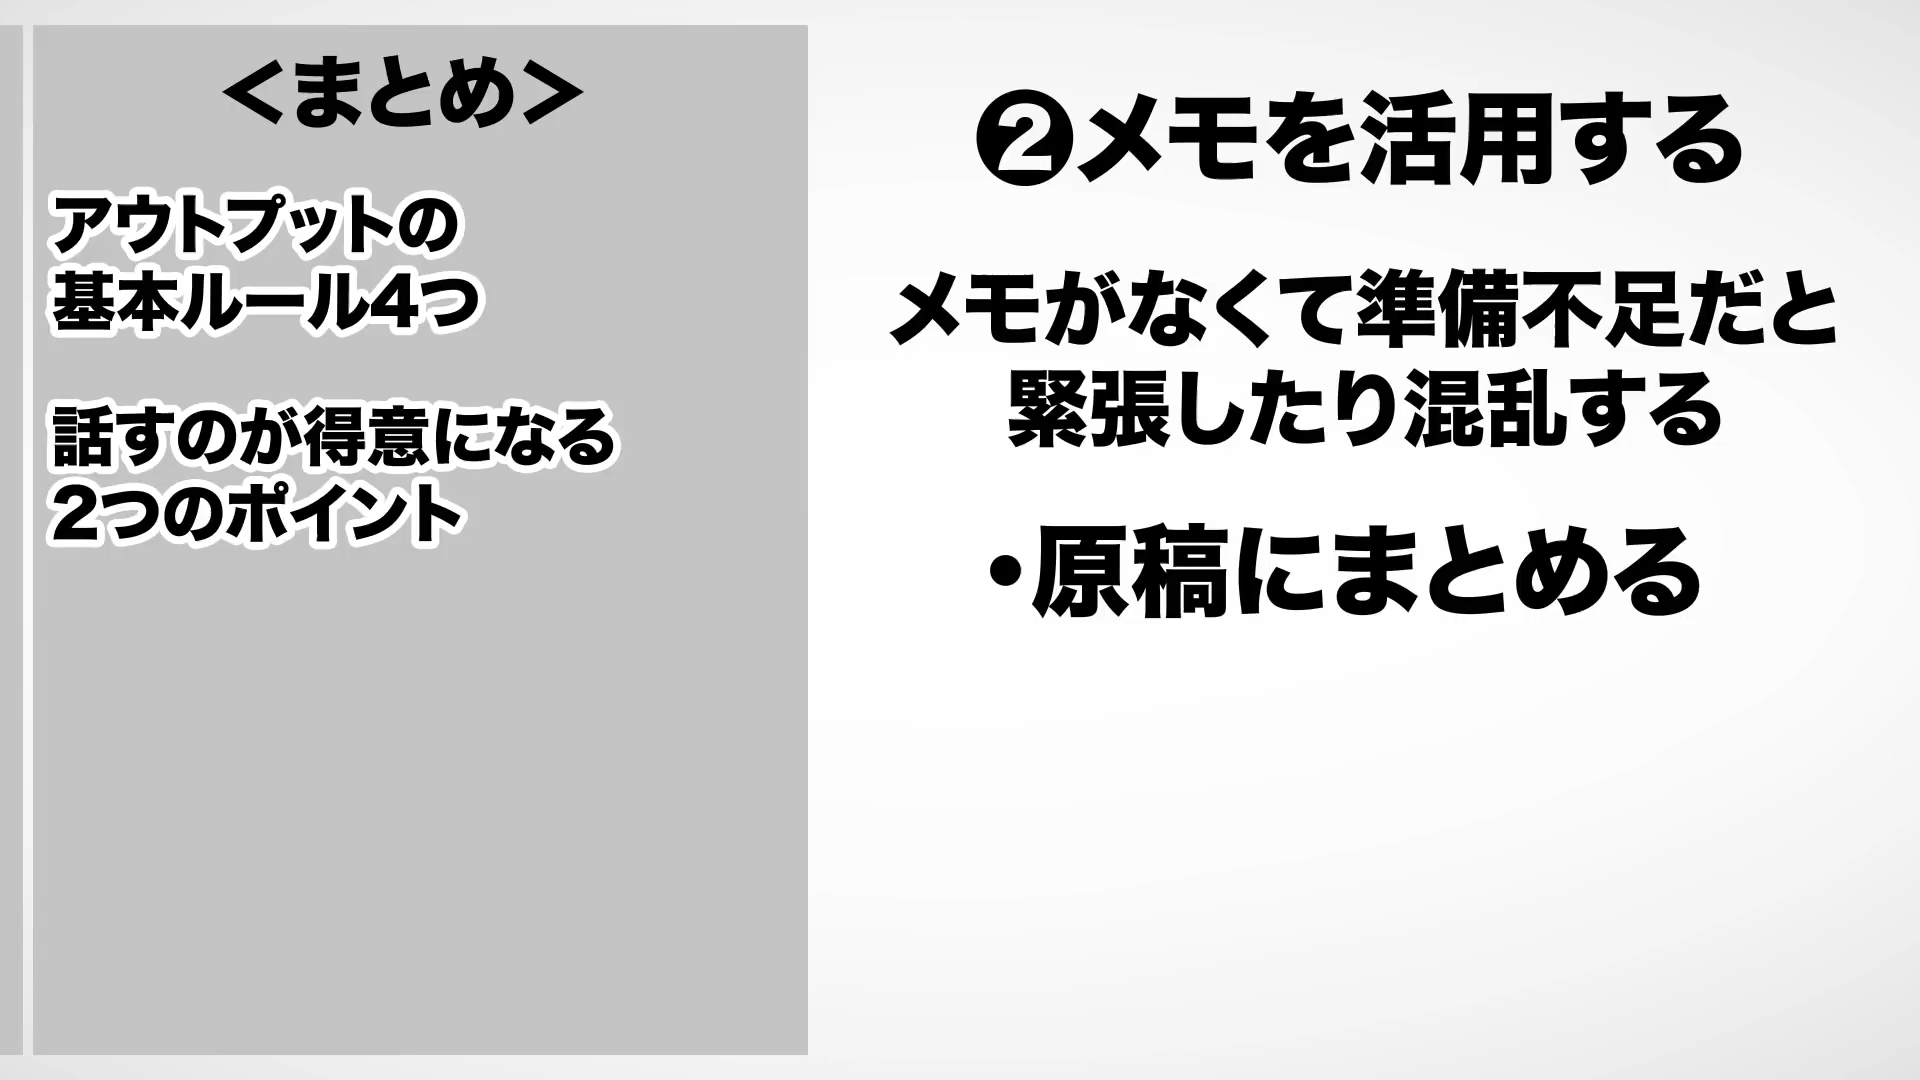 ＜まとめ＞
アウトプットの
基本ルール4つ
話すのが得意になる
2つのポイント
❷メモを活用する
メモがなくて準備不足だと
緊張したり混乱する
・原稿にまとめる